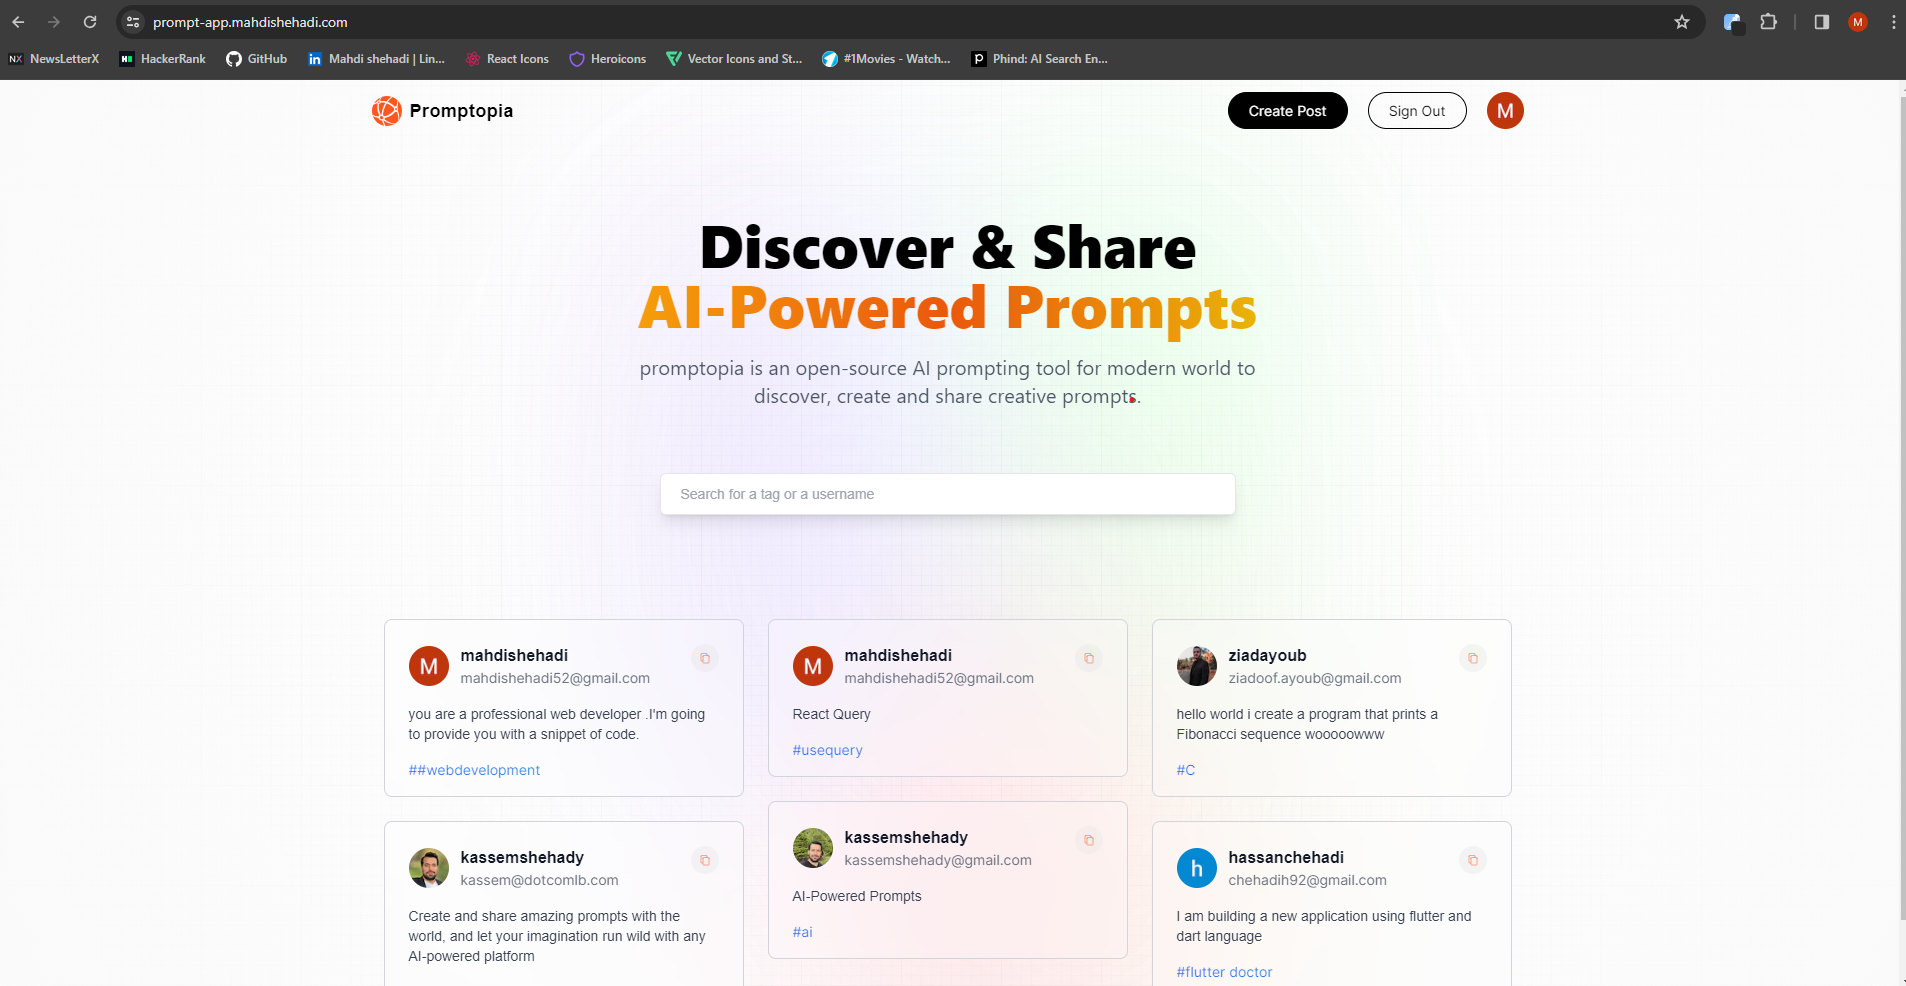 prompt-app.mahdishehadi.com
M
NX NewsLetterX
HackerRank
GitHub
in Mahdi shehadi | Lin...
React Icons
Heroicons
Vector Icons and St...
#1Movies - Watch...
p Phind: AI Search En...
Promptopia
Create Post
Sign Out
M
Discover & Share
AI-Powered Prompts
promptopia is an open-source AI prompting tool for modern world to
discover, create and share creative prompts.
Search for a tag or a username
M
mahdishehadi
mahdishehadi52@gmail.com
you are a professional web developer .I'm going
to provide you with a snippet of code.
##webdevelopment
M
mahdishehadi
mahdishehadi52@gmail.com
React Query
#usequery
ziadayoub
ziadoof.ayoub@gmail.com
hello world i create a program that prints a
Fibonacci sequence wooooowww
#C
kassemshehady
kassem@dotcomlb.com
Create and share amazing prompts with the
world, and let your imagination run wild with any
AI-powered platform
kassemshehady
kassemshehady@gmail.com
AI-Powered Prompts
#ai
h
hassanchehadi
chehadih92@gmail.com
I am building a new application using flutter and
dart language
#flutter doctor